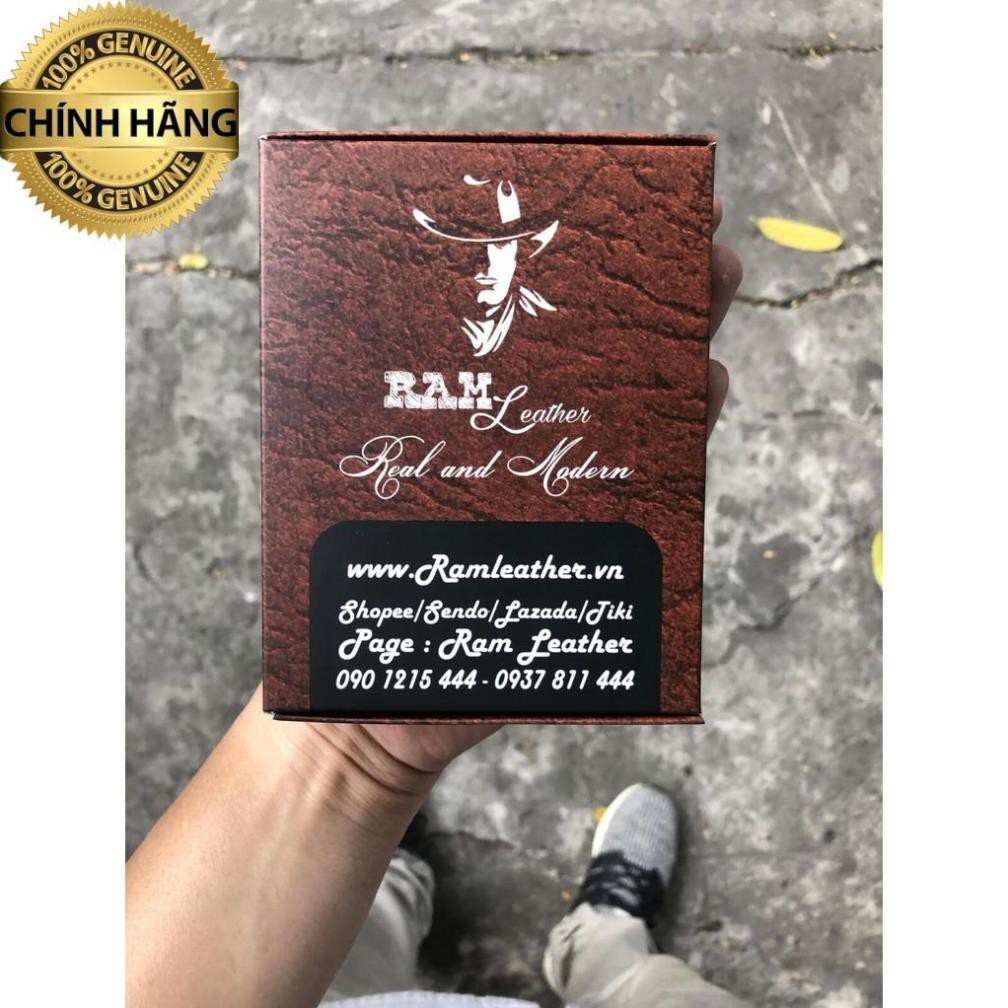 100% GENUINE
CHÍNH HÃNG
100% GENUINE
RAM Leather
Real and Modern
www.Ramleather.vn
Shopee/Sendo/Lazada/Tiki
Page : Ram Leather
090 1215 444 - 0937 811 444